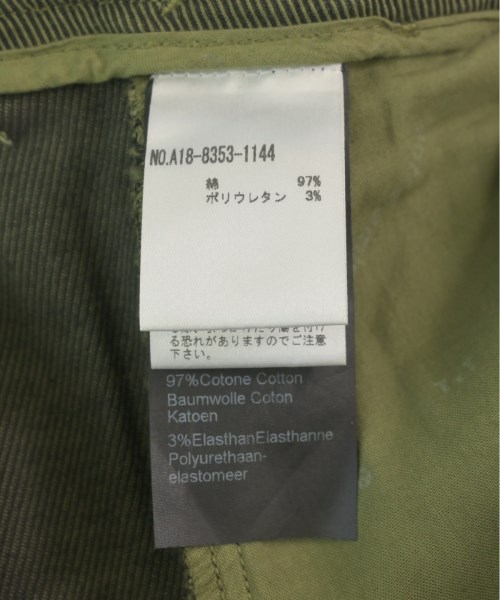 NO.A18-8353-1144
綿 97%
ポリウレタン 3%
る恐れがありますのでご注意
下さい。
97%Cotone Cotton
Baumwolle Coton
Katoen
3%ElasthanElasthanne
Polyurethaan-
elastomeer